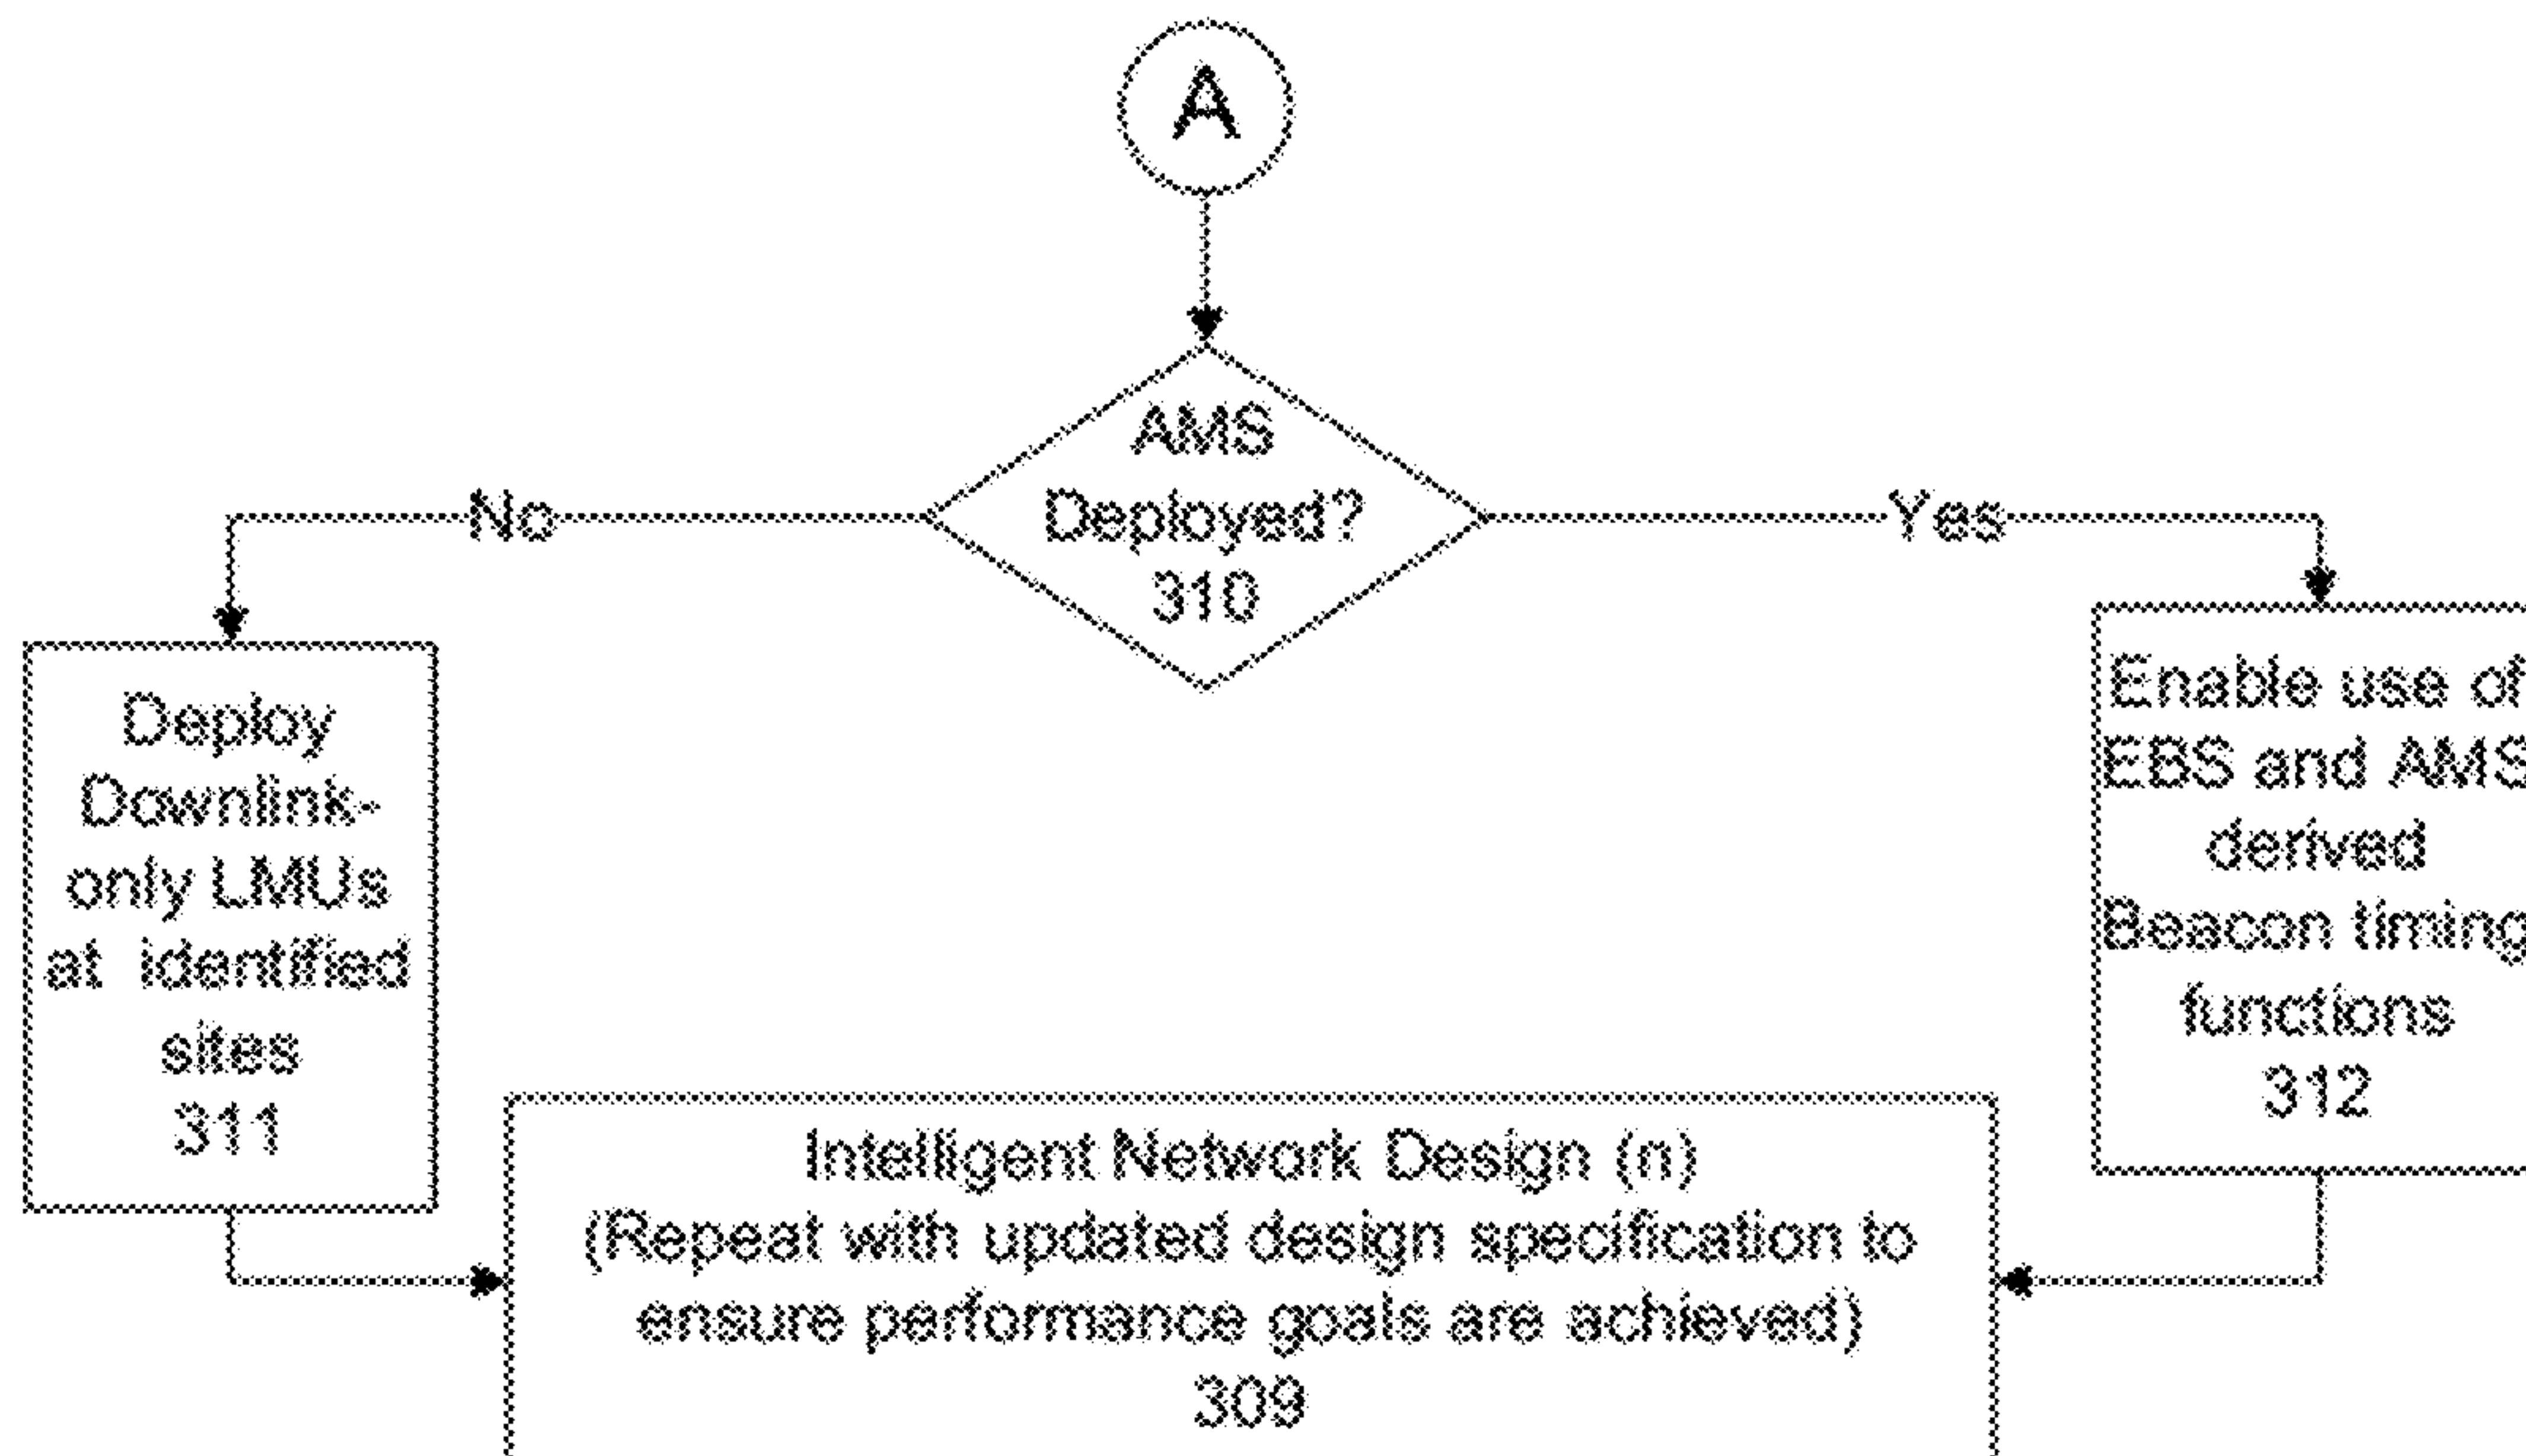 A
AMS
Deployed?
310
No
Yes
Deploy
Downlink-
only LMUs
at identified
sites
311
Enable use of
EBS and AMS
derived
Beacon timing
functions
312
Intelligent Network Design (n)
(Repeat with updated design specification to
ensure performance goals are achieved)
309